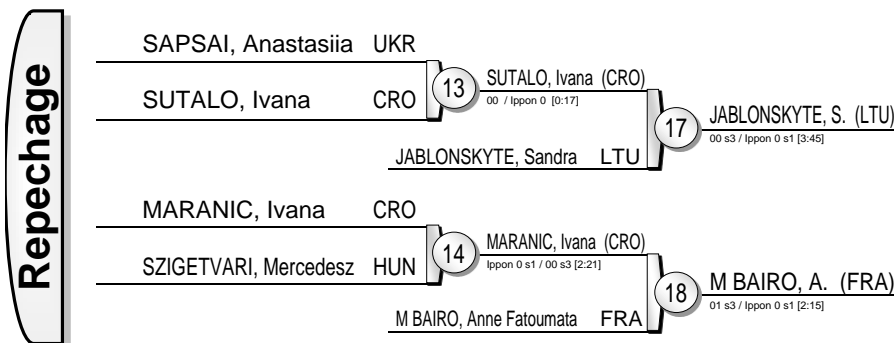 Repechage
SAPSAI, Anastasiia UKR
SUTALO, Ivana CRO
13
SUTALO, Ivana (CRO)
00 / Ippon 0 [0:17]
JABLONSKYTE, Sandra LTU
17
JABLONSKYTE, S. (LTU)
00 s3 / Ippon 0 s1 [3:45]
MARANIC, Ivana CRO
SZIGETVARI, Mercedesz HUN
14
MARANIC, Ivana (CRO)
Ippon 0 s1 / 00 s3 [2:21]
M BAIRO, Anne Fatoumata FRA
18
M BAIRO, A. (FRA)
01 s3 / Ippon 0 s1 [2:15]